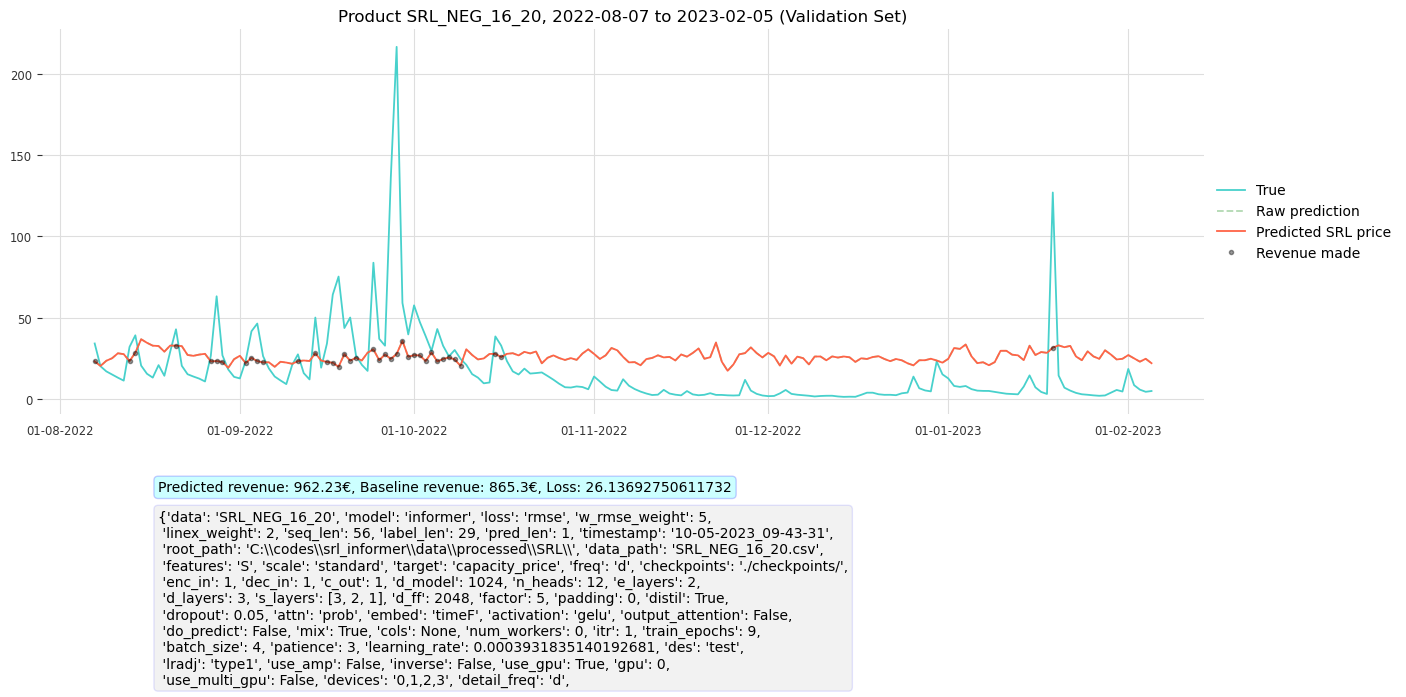 Product SRL_NEG_16_20, 2022-08-07 to 2023-02-05 (Validation Set)
200
150
100
50
0
01-08-2022
01-09-2022
01-10-2022
01-11-2022
01-12-2022
01-01-2023
01-02-2023
True
Raw prediction
Predicted SRL price
Revenue made
Predicted revenue: 962.23€, Baseline revenue: 865.3€, Loss: 26.13692750611732
{'data': 'SRL_NEG_16_20', 'model': 'informer', 'loss': 'rmse', 'w_rmse_weight': 5,
'linex_weight': 2, 'seq_len': 56, 'label_len': 29, 'pred_len': 1, 'timestamp': '10-05-2023_09-43-31',
'root_path': 'C:\\codes\\srl_informer\\data\\processed\\SRL\\', 'data_path': 'SRL_NEG_16_20.csv',
'features': 'S', 'scale': 'standard', 'target': 'capacity_price', 'freq': 'd', 'checkpoints': './checkpoints/',
'enc_in': 1, 'dec_in': 1, 'c_out': 1, 'd_model': 1024, 'n_heads': 12, 'e_layers': 2,
'd_layers': 3, 's_layers': [3, 2, 1], 'd_ff': 2048, 'factor': 5, 'padding': 0, 'distil': True,
'dropout': 0.05, 'attn': 'prob', 'embed': 'timeF', 'activation': 'gelu', 'output_attention': False,
'do_predict': False, 'mix': True, 'cols': None, 'num_workers': 0, 'itr': 1, 'train_epochs': 9,
'batch_size': 4, 'patience': 3, 'learning_rate': 0.0003931835140192681, 'des': 'test',
'lradj': 'type1', 'use_amp': False, 'inverse': False, 'use_gpu': True, 'gpu': 0,
'use_multi_gpu': False, 'devices': '0,1,2,3', 'detail_freq': 'd',